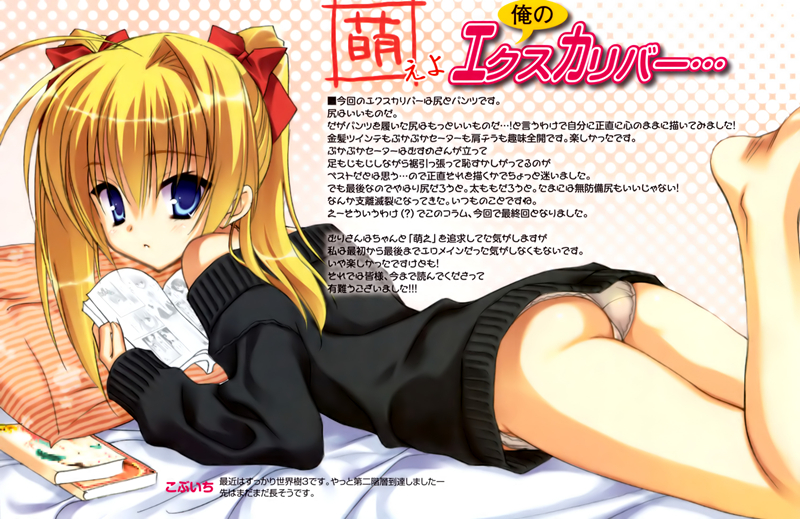 俺の
萌えよ エクスカリバー…
■今回のエクスカリバーは尻とパンツです。
尻はいいものだ。
だがパンツを履いた尻はもっといいものだ…!と言うわけで自分に正直に心のままに描いてみました!
金髪ツインテもぶかぶかセーターも肩チラも趣味全開です。楽しかったです。
ぶかぶかセーターはむすめさんが立って
足もじもじしながら裾引っ張って恥ずかしがってるのが
ベストだとは思う…ので正直それを描くかでちょっと迷いました。
でも最後なのでやはり尻だろうと。太ももだろうと。たまには無防備尻もいいじゃない!
なんか支離滅裂になってきた。いつものことですね。
えーそういうわけ(?)でこのコラム、今回で最終回となりました。
むりさんはちゃんと「萌え」を追求してた気がしますが
私は最初から最後までエロメインだった気がしなくもないです。
いや楽しかったですけども!
それでは皆様、今まで読んでくださって
有難うございました!!!
こぶいち
最近はすっかり世界樹3です。やっと第二階層到達しましたー
先はまだまだ長そうです。